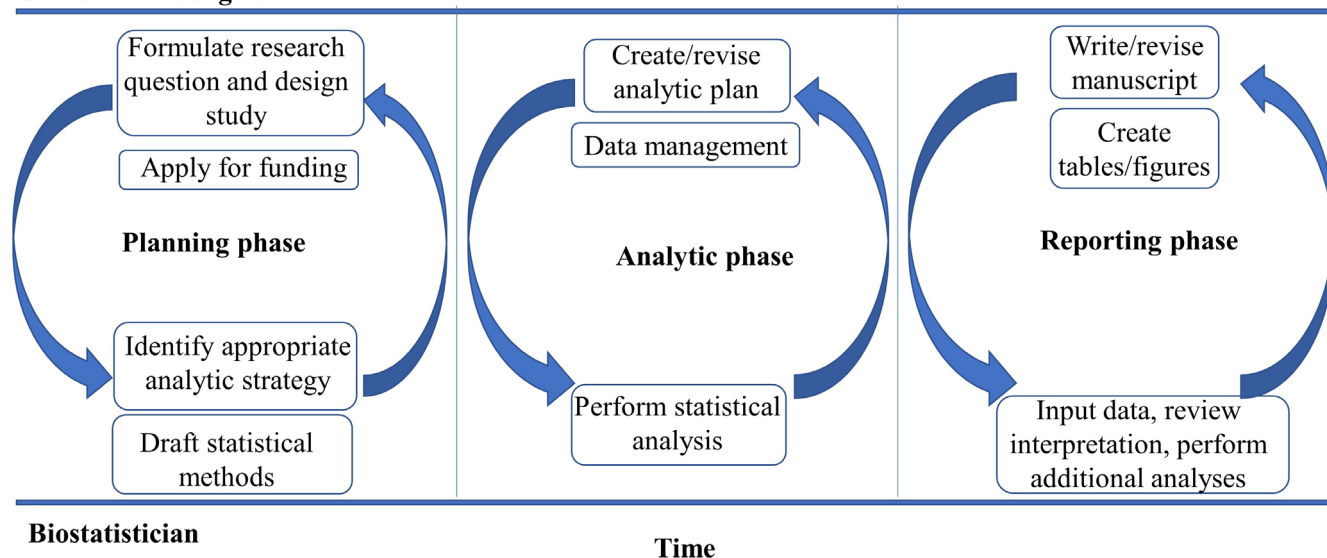 Formulate research
question and design
study
Apply for funding
Planning phase
Identify appropriate
analytic strategy
Draft statistical
methods
Create/revise
analytic plan
Data management
Analytic phase
Perform statistical
analysis
Write/revise
manuscript
Create
tables/figures
Reporting phase
Input data, review
interpretation, perform
additional analyses
Biostatistician
Time